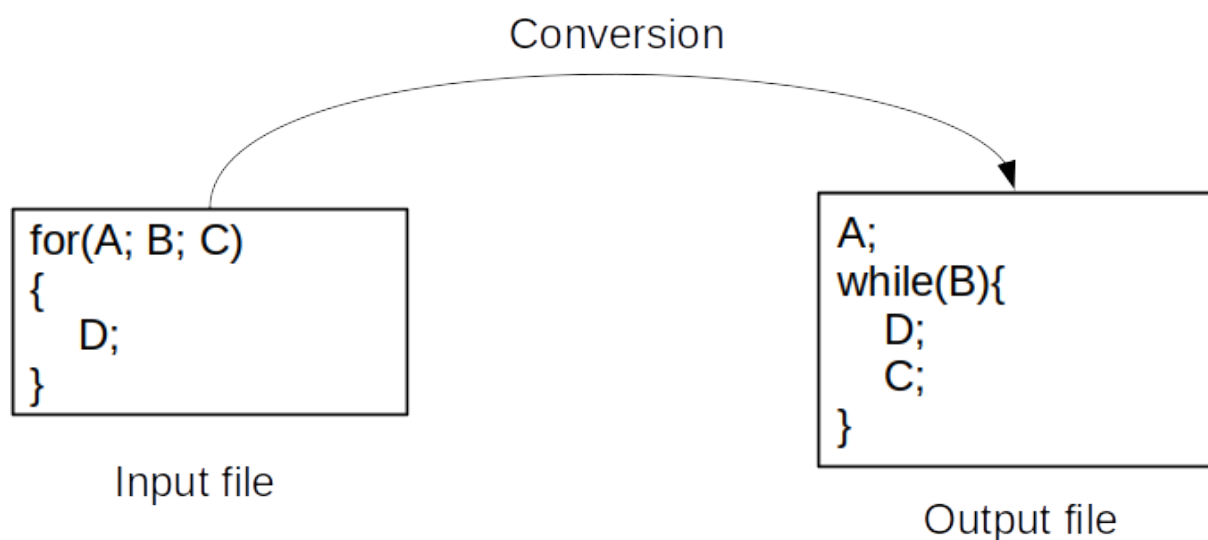 Conversion
for(A; B; C)
{
D;
}
Input file
A;
while(B){
D;
C;
}
Output file